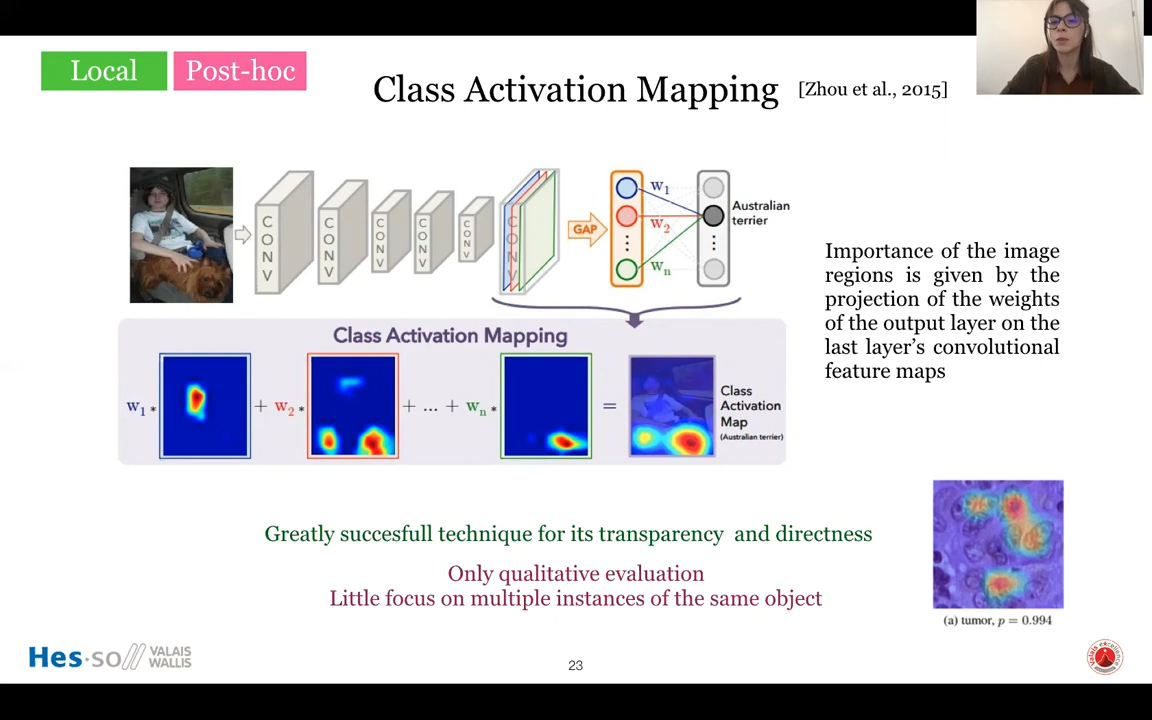 Local
Post-hoc
Class Activation Mapping
[Zhou et al., 2015]
CONV
CONV
CONV
CONV
CONV
CONV
GAP
w1
w2
wn
Australian
terrier
Importance of the image
regions is given by the
projection of the weights
of the output layer on the
last layer's convolutional
feature maps
Class Activation Mapping
w1 *
+ w2 *
+ ... + wn *
=
Class
Activation
Map
(Australian terrier)
Greatly succesfull technique for its transparency and directness
Only qualitative evaluation
Little focus on multiple instances of the same object
(a) tumor, p = 0.994
Hes·so// VALAIS
WALLIS
23
Valais excellence